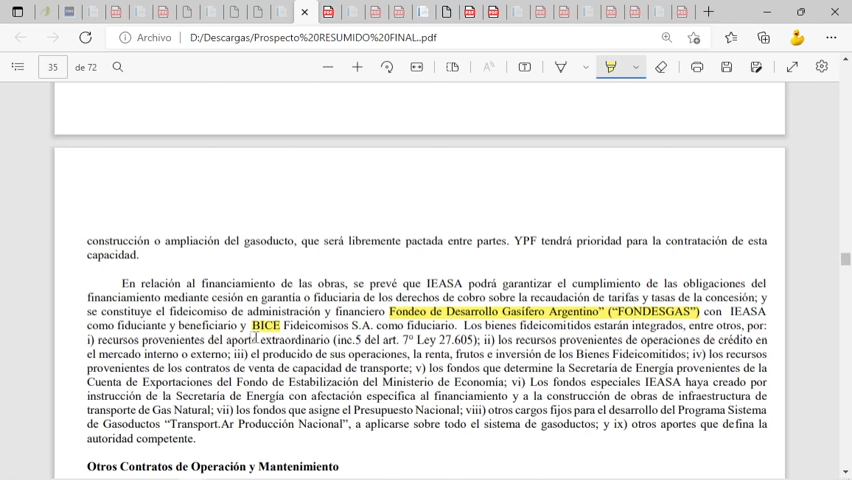 Archivo
D:/Descargas/Prospecto%20RESUMIDO%20FINAL..pdf
35
de 72
construcción o ampliación del gasoducto, que será libremente pactada entre partes. YPF tendrá prioridad para la contratación de esta
capacidad.
En relación al financiamiento de las obras, se prevé que IEASA podrá garantizar el cumplimiento de las obligaciones del
financiamiento mediante cesión en garantía o fiduciaria de los derechos de cobro sobre la recaudación de tarifas y tasas de la concesión; y
se constituye el fideicomiso de administración y financiero Fondeo de Desarrollo Gasífero Argentino” (“FONDESGAS”) con IEASA
como fiduciante y beneficiario y BICE Fideicomisos S.A. como fiduciario. Los bienes fideicomitidos estarán integrados, entre otros, por:
i) recursos provenientes del aporte extraordinario (inc.5 del art. 7° Ley 27.605); ii) los recursos provenientes de operaciones de crédito en
el mercado interno o externo; iii) el producido de sus operaciones, la renta, frutos e inversión de los Bienes Fideicomitidos; iv) los recursos
provenientes de los contratos de venta de capacidad de transporte; v) los fondos que determine la Secretaría de Energía provenientes de la
Cuenta de Exportaciones del Fondo de Estabilización del Ministerio de Economía; vi) Los fondos especiales IEASA haya creado por
instrucción de la Secretaría de Energía con afectación específica al financiamiento y a la construcción de obras de infraestructura de
transporte de Gas Natural; vii) los fondos que asigne el Presupuesto Nacional; viii) otros cargos fijos para el desarrollo del Programa Sistema
de Gasoductos “Transport.Ar Producción Nacional”, a aplicarse sobre todo el sistema de gasoductos; y ix) otros aportes que defina la
autoridad competente.
Otros Contratos de Operación y Mantenimiento